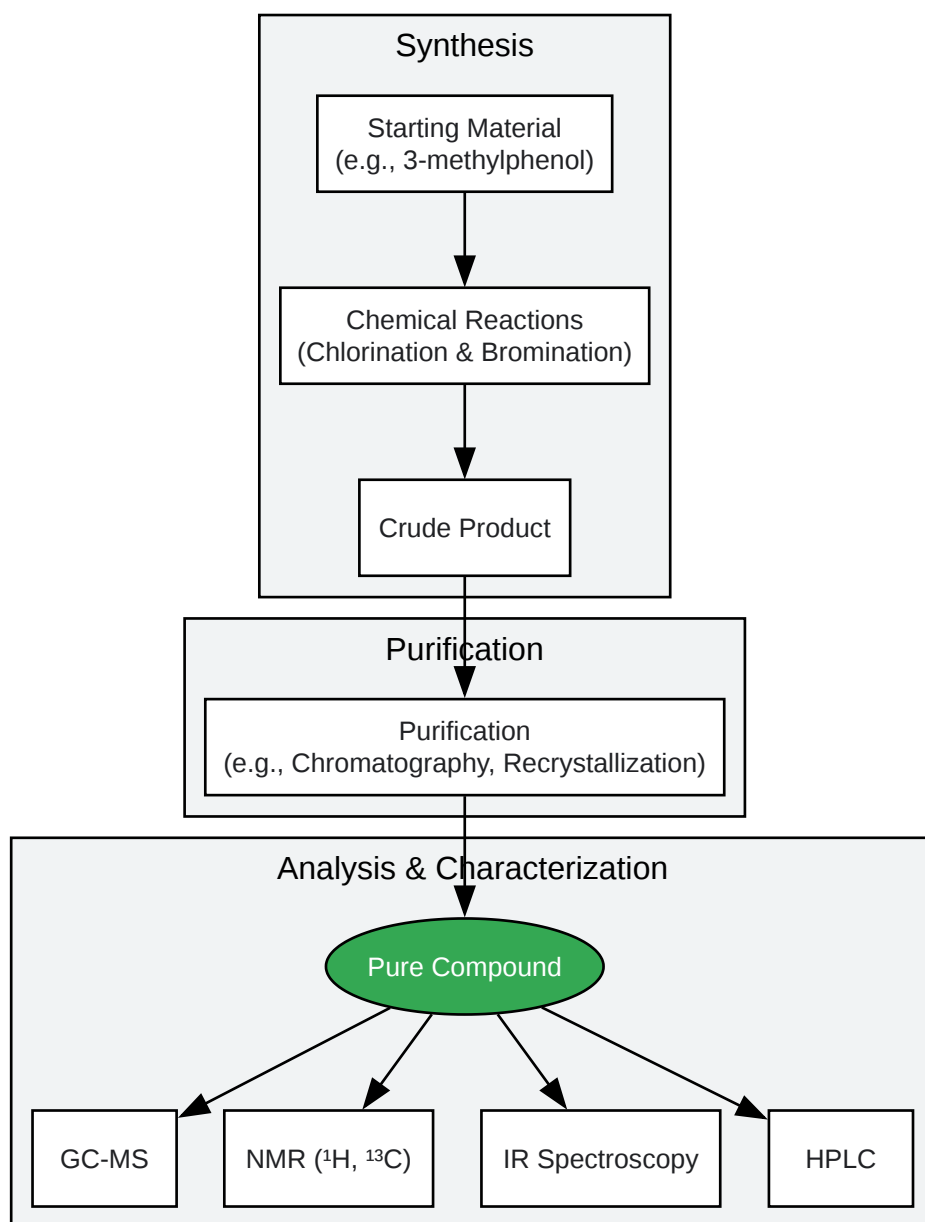 Synthesis
Starting Material
(e.g., 3-methylphenol)
Chemical Reactions
(Chlorination & Bromination)
Crude Product
Purification
Purification
(e.g., Chromatography, Recrystallization)
Analysis & Characterization
Pure Compound
GC-MS
NMR (¹H, ¹³C)
IR Spectroscopy
HPLC